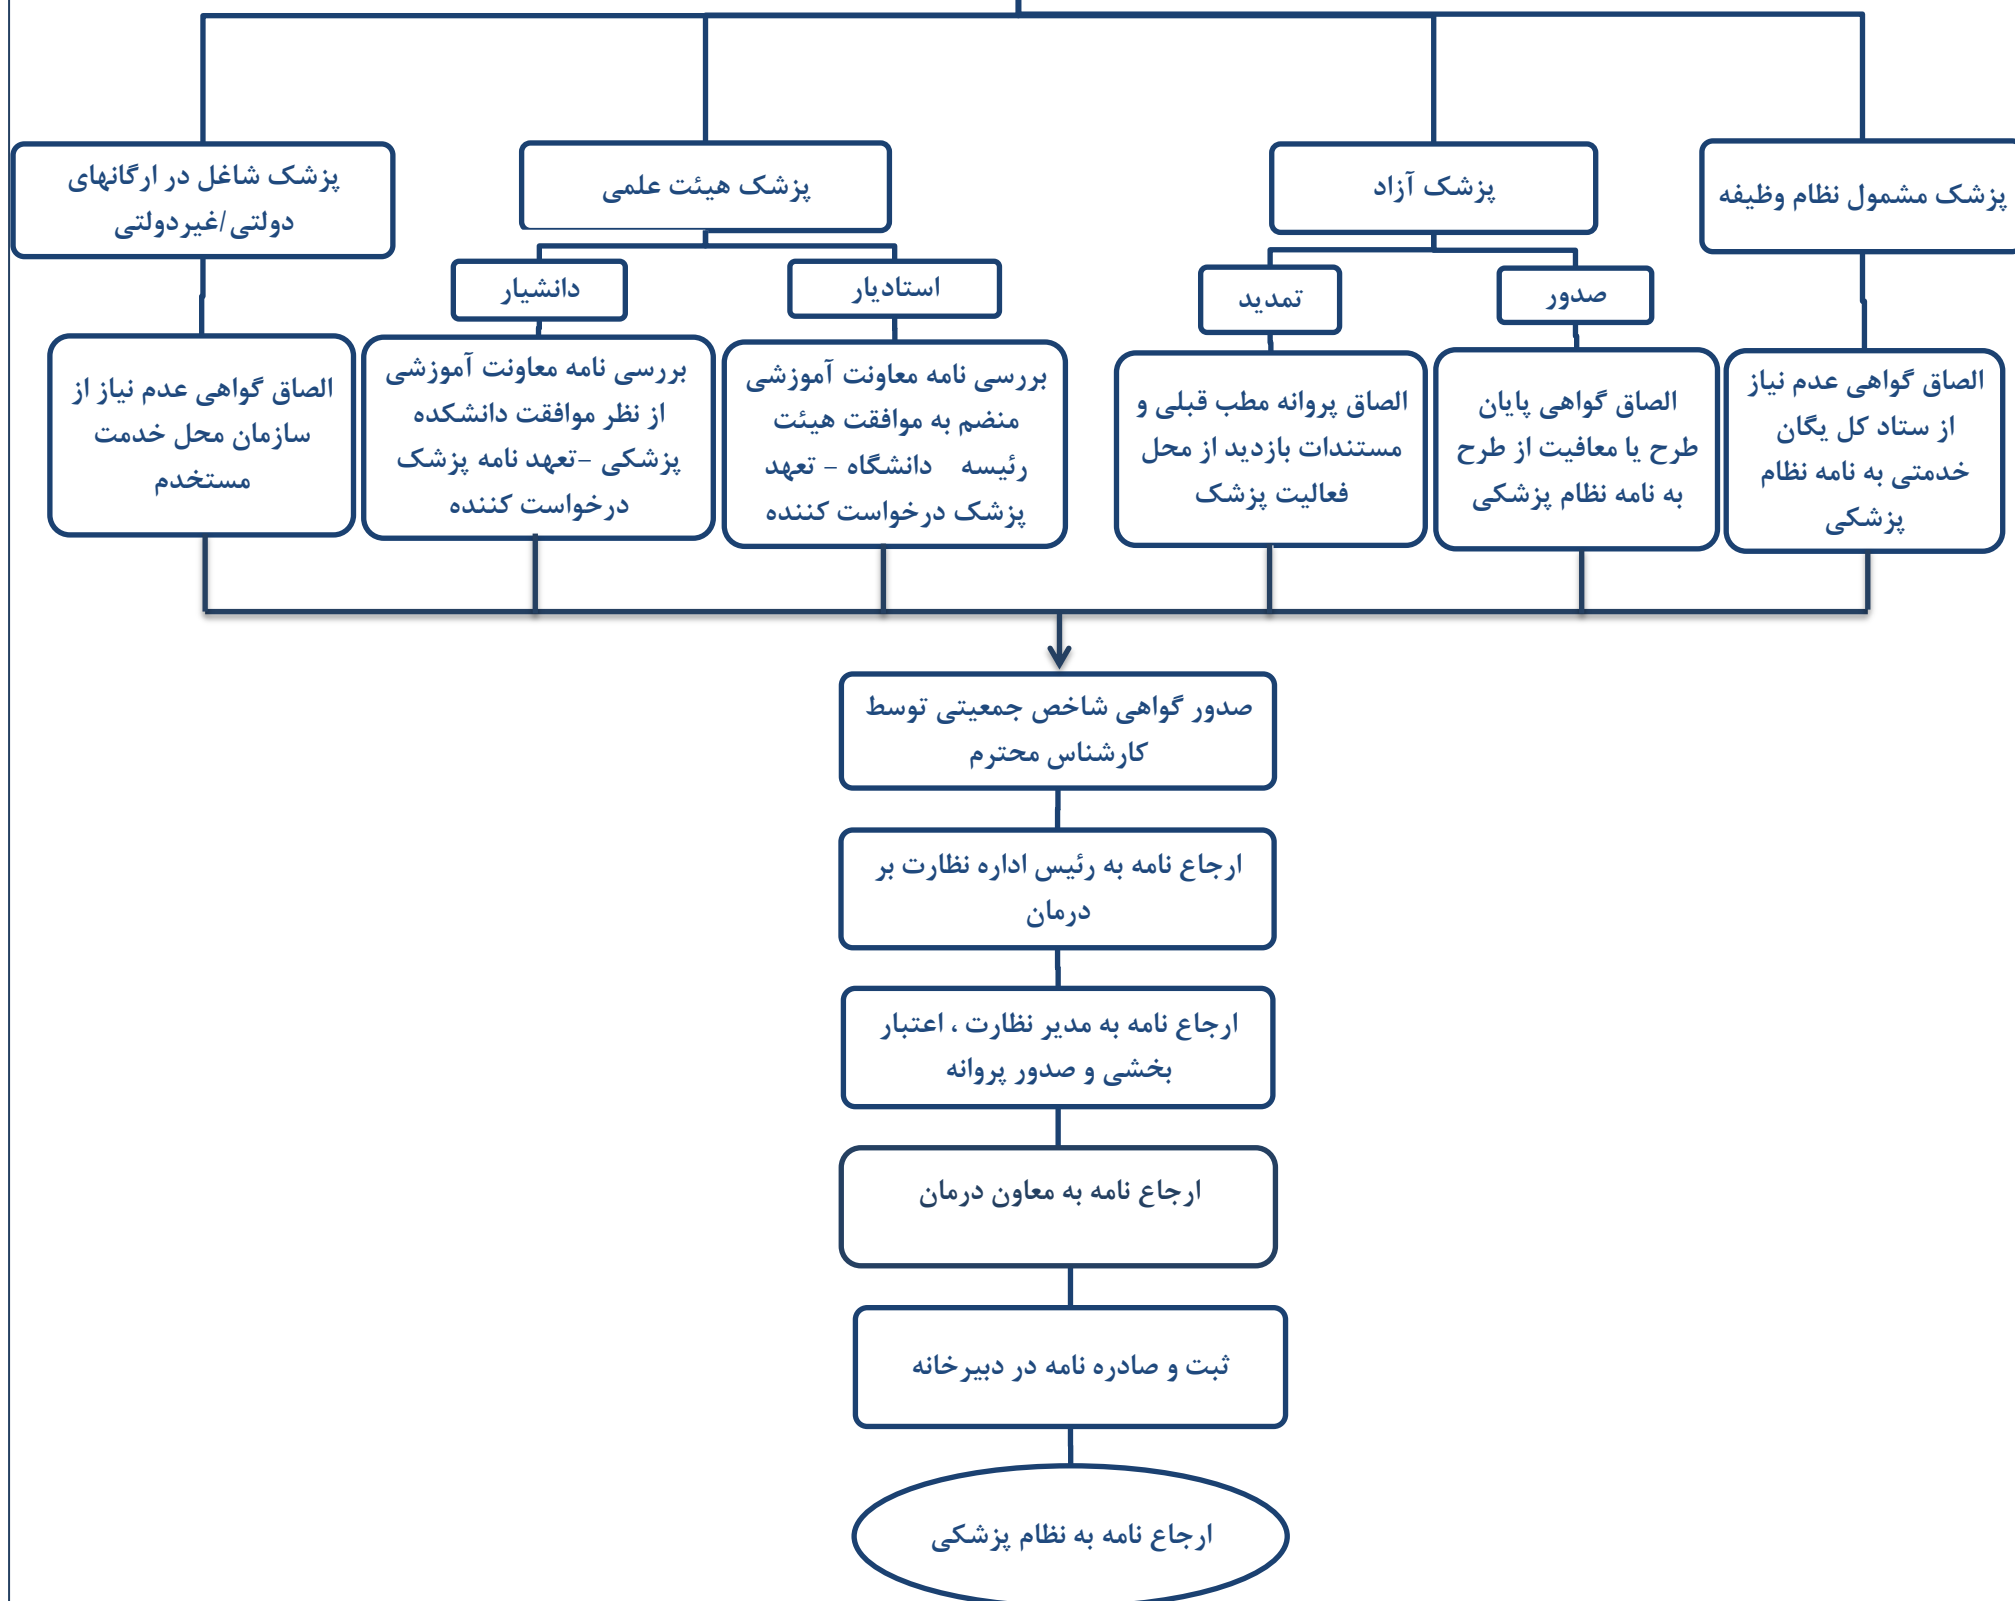 پزشک مشمول نظام وظیفه
پزشک آزاد
پزشک هیئت علمی
پزشک شاغل در ارگانهای
دولتی/غیردولتی
صدور
تمدید
استادیار
دانشیار
الصاق گواهی عدم نیاز
از ستاد کل یگان
خدمتی به نامه نظام
پزشکی
الصاق گواهی پایان
طرح یا معافیت از طرح
به نامه نظام پزشکی
الصاق پروانه مطب قبلی و
مستندات بازدید از محل
فعالیت پزشک
بررسی نامه معاونت آموزشی
منضم به موافقت هیئت
رئیسه دانشگاه - تعهد
پزشک درخواست کننده
بررسی نامه معاونت آموزشی
از نظر موافقت دانشکده
پزشکی -تعهد نامه پزشک
درخواست کننده
الصاق گواهی عدم نیاز از
سازمان محل خدمت
مستخدم
صدور گواهی شاخص جمعیتی توسط
کارشناس محترم
ارجاع نامه به رئیس اداره نظارت بر
درمان
ارجاع نامه به مدیر نظارت ، اعتبار
بخشی و صدور پروانه
ارجاع نامه به معاون درمان
ثبت و صادره نامه در دبیرخانه
ارجاع نامه به نظام پزشکی